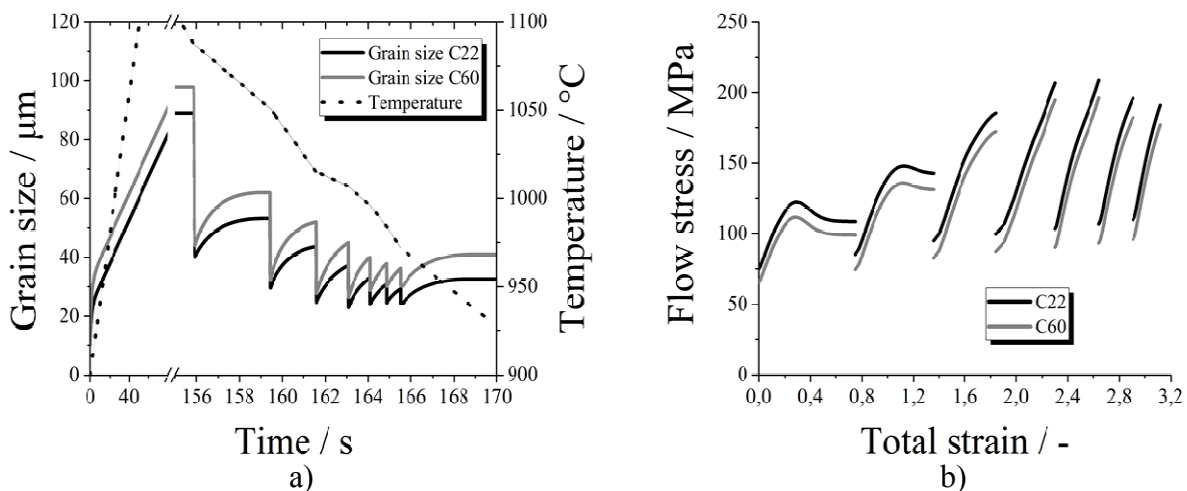 120
100
80
60
40
20
0
Grain size / μm
Grain size C22
Grain size C60
Temperature
1100
1050
1000
950
900
Temperature / °C
0 40 156 158 160 162 164 166 168 170
Time / s
a)
250
200
150
100
50
0
Flow stress / MPa
C22
C60
0,0 0,4 0,8 1,2 1,6 2,0 2,4 2,8 3,2
Total strain / -
b)